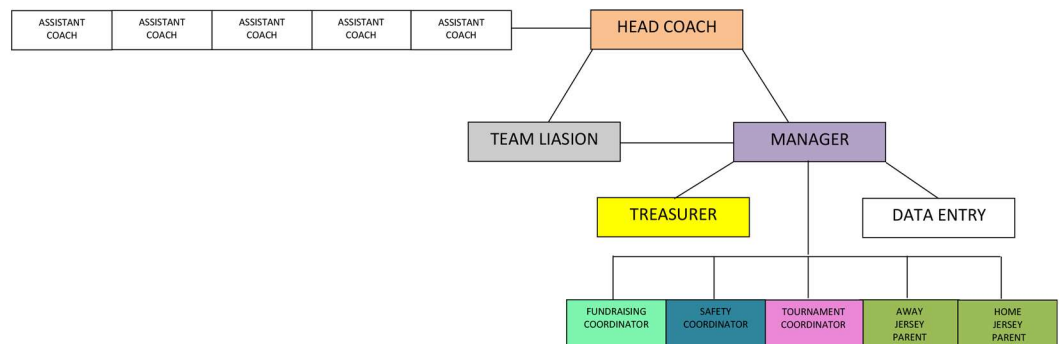 ASSISTANT
COACH
ASSISTANT
COACH
ASSISTANT
COACH
ASSISTANT
COACH
ASSISTANT
COACH
HEAD COACH
TEAM LIASION
MANAGER
TREASURER
DATA ENTRY
FUNDRAISING
COORDINATOR
SAFETY
COORDINATOR
TOURNAMENT
COORDINATOR
AWAY
JERSEY
PARENT
HOME
JERSEY
PARENT